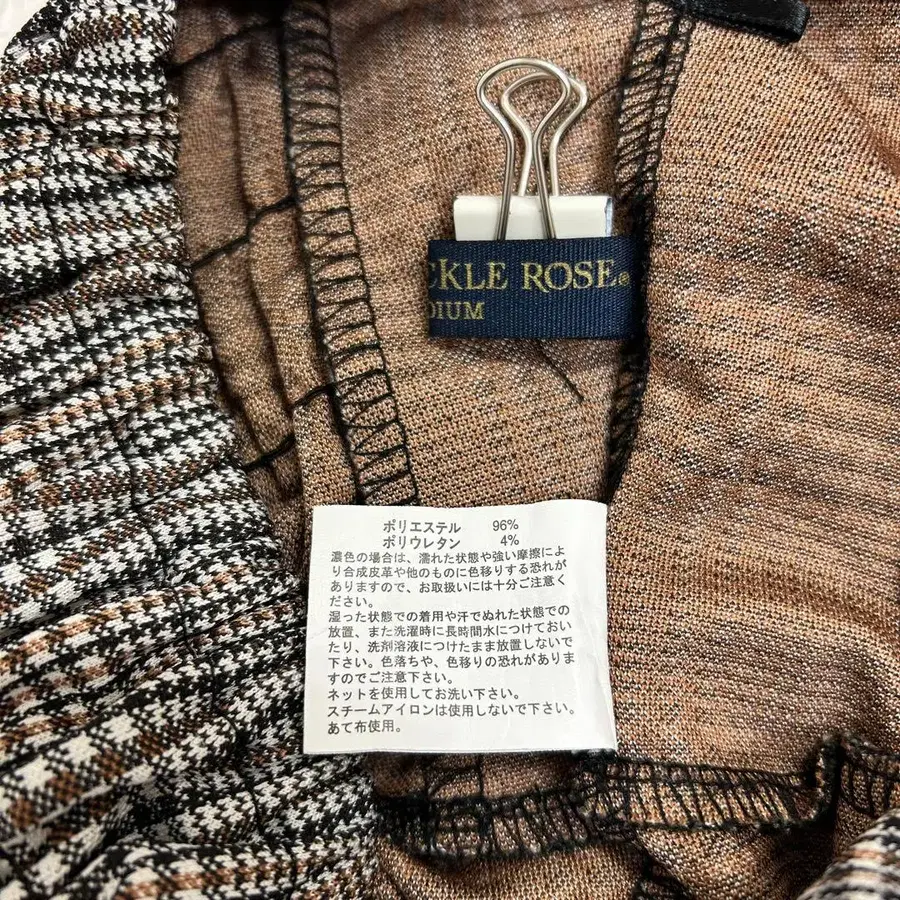 CKLE ROSE®
DIUM
ポリエステル 96%
ポリウレタン 4%
濃色の場合は、濡れた状態や強い摩擦によ
り合成皮革や他のものに色移りする恐れが
ありますので、お取扱いには十分ご注意く
ださい。
湿った状態での着用や汗でぬれた状態での
放置、また洗濯時に長時間水につけておい
たり、洗剤溶液につけたまま放置しないで
下さい。色落ちや、色移りの恐れがありま
すのでご注意下さい。
ネットを使用してお洗い下さい。
スチームアイロンは使用しないで下さい。
あて布使用。